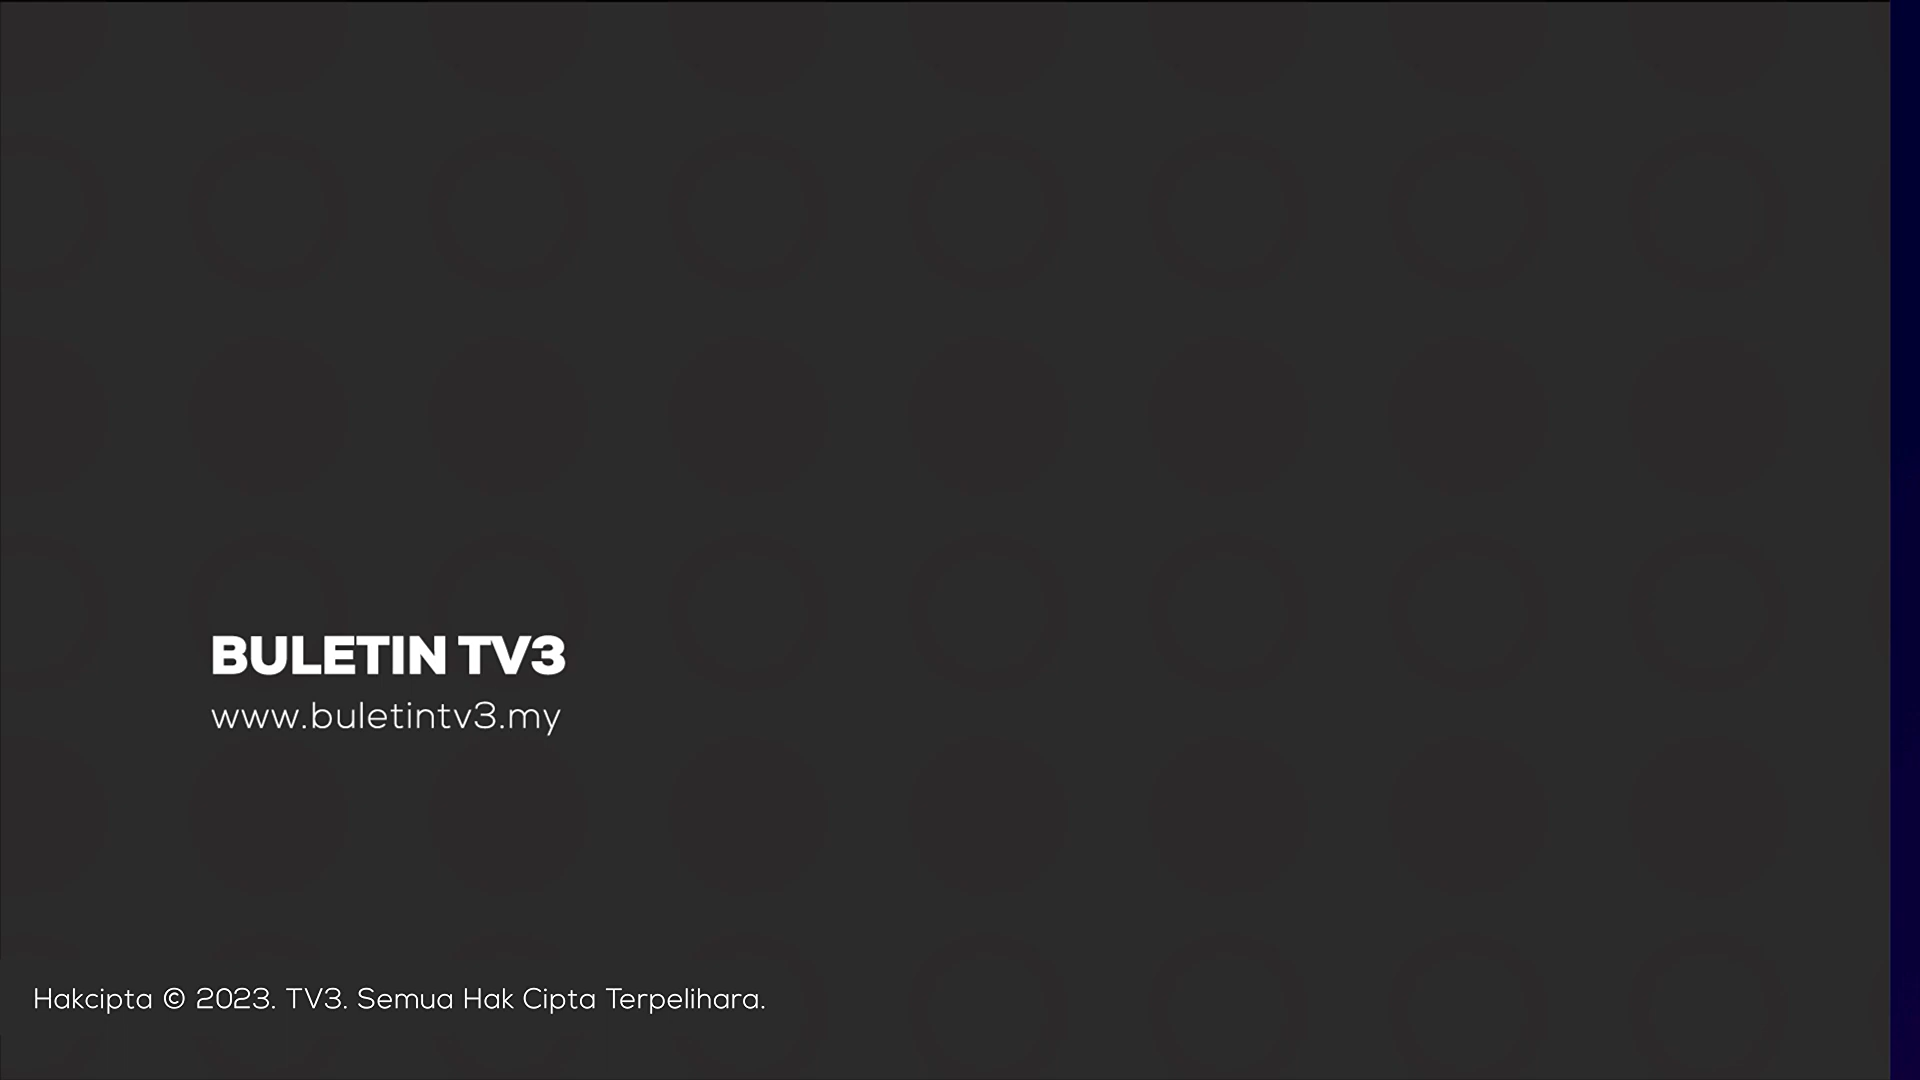 BULETIN TV3
www.buletintv3.my
Hakcipta © 2023. TV3. Semua Hak Cipta Terpelihara.